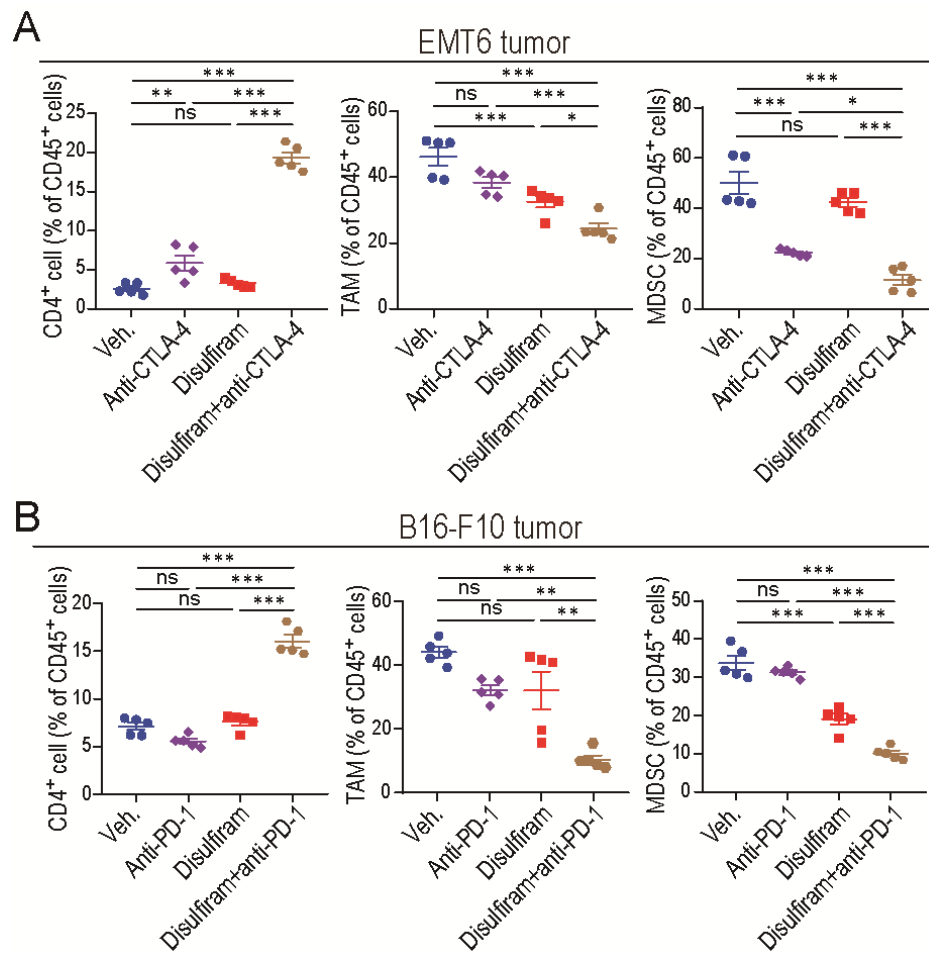 A
EMT6 tumor
CD4+ cell (% of CD45+ cells)
25
20
15
10
5
0
***
** ***
ns ***
Veh.
Anti-CTLA-4
Disulfiram
Disulfiram+anti-CTLA-4
TAM (% of CD45+ cells)
60
40
20
0
***
ns ***
*** *
Veh.
Anti-CTLA-4
Disulfiram
Disulfiram+anti-CTLA-4
MDSC (% of CD45+ cells)
80
60
40
20
0
***
*** *
ns ***
Veh.
Anti-CTLA-4
Disulfiram
Disulfiram+anti-CTLA-4
B
B16-F10 tumor
CD4+ cell (% of CD45+ cells)
20
15
10
5
0
***
ns ***
ns ***
Veh.
Anti-PD-1
Disulfiram
Disulfiram+anti-PD-1
TAM (% of CD45+ cells)
60
40
20
0
***
ns **
ns **
Veh.
Anti-PD-1
Disulfiram
Disulfiram+anti-PD-1
MDSC (% of CD45+ cells)
50
40
30
20
10
0
***
ns ***
*** ***
Veh.
Anti-PD-1
Disulfiram
Disulfiram+anti-PD-1